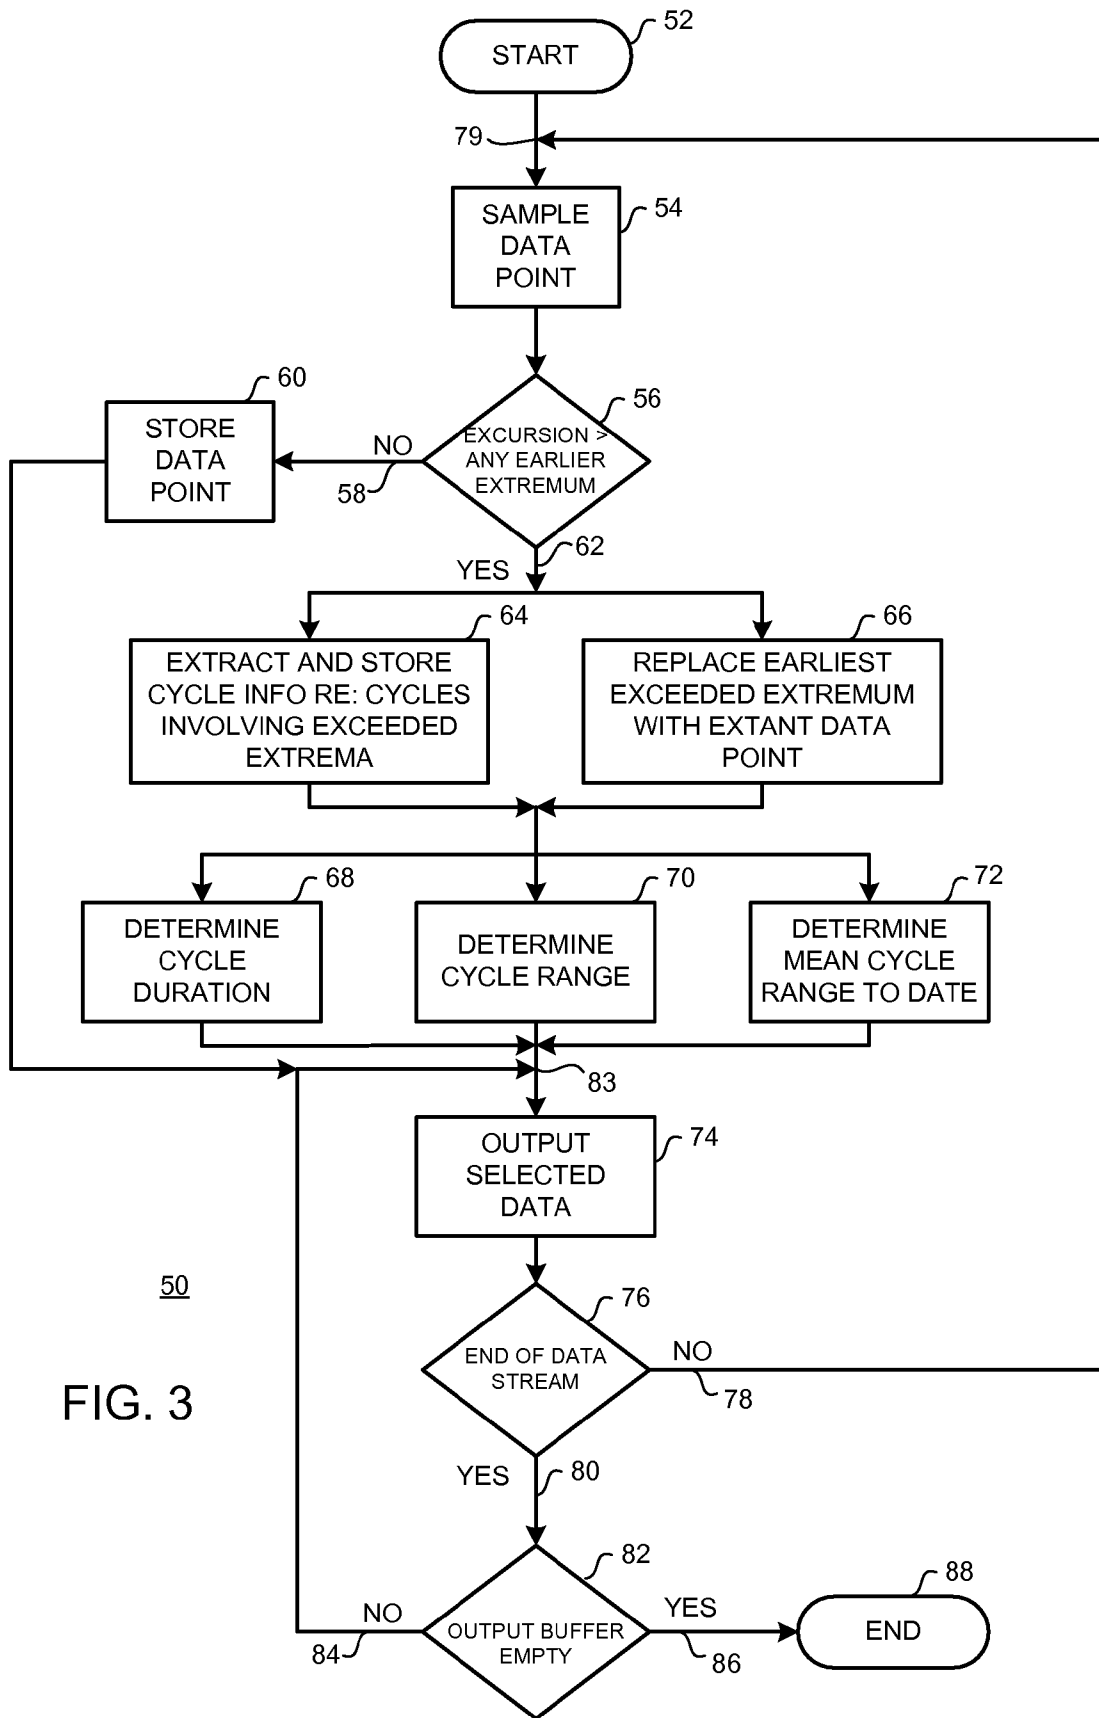 52
START
79
54
SAMPLE
DATA
POINT
60
56
STORE
DATA
POINT
NO
58
EXCURSION >
ANY EARLIER
EXTREMUM
62
YES
64
66
EXTRACT AND STORE
CYCLE INFO RE: CYCLES
INVOLVING EXCEEDED
EXTREMA
REPLACE EARLIEST
EXCEEDED EXTREMUM
WITH EXTANT DATA
POINT
68
70
72
DETERMINE
CYCLE
DURATION
DETERMINE
CYCLE RANGE
DETERMINE
MEAN CYCLE
RANGE TO DATE
83
74
OUTPUT
SELECTED
DATA
50
76
END OF DATA
STREAM
NO
78
FIG. 3
YES
80
82
88
NO
84
OUTPUT BUFFER
EMPTY
YES
86
END